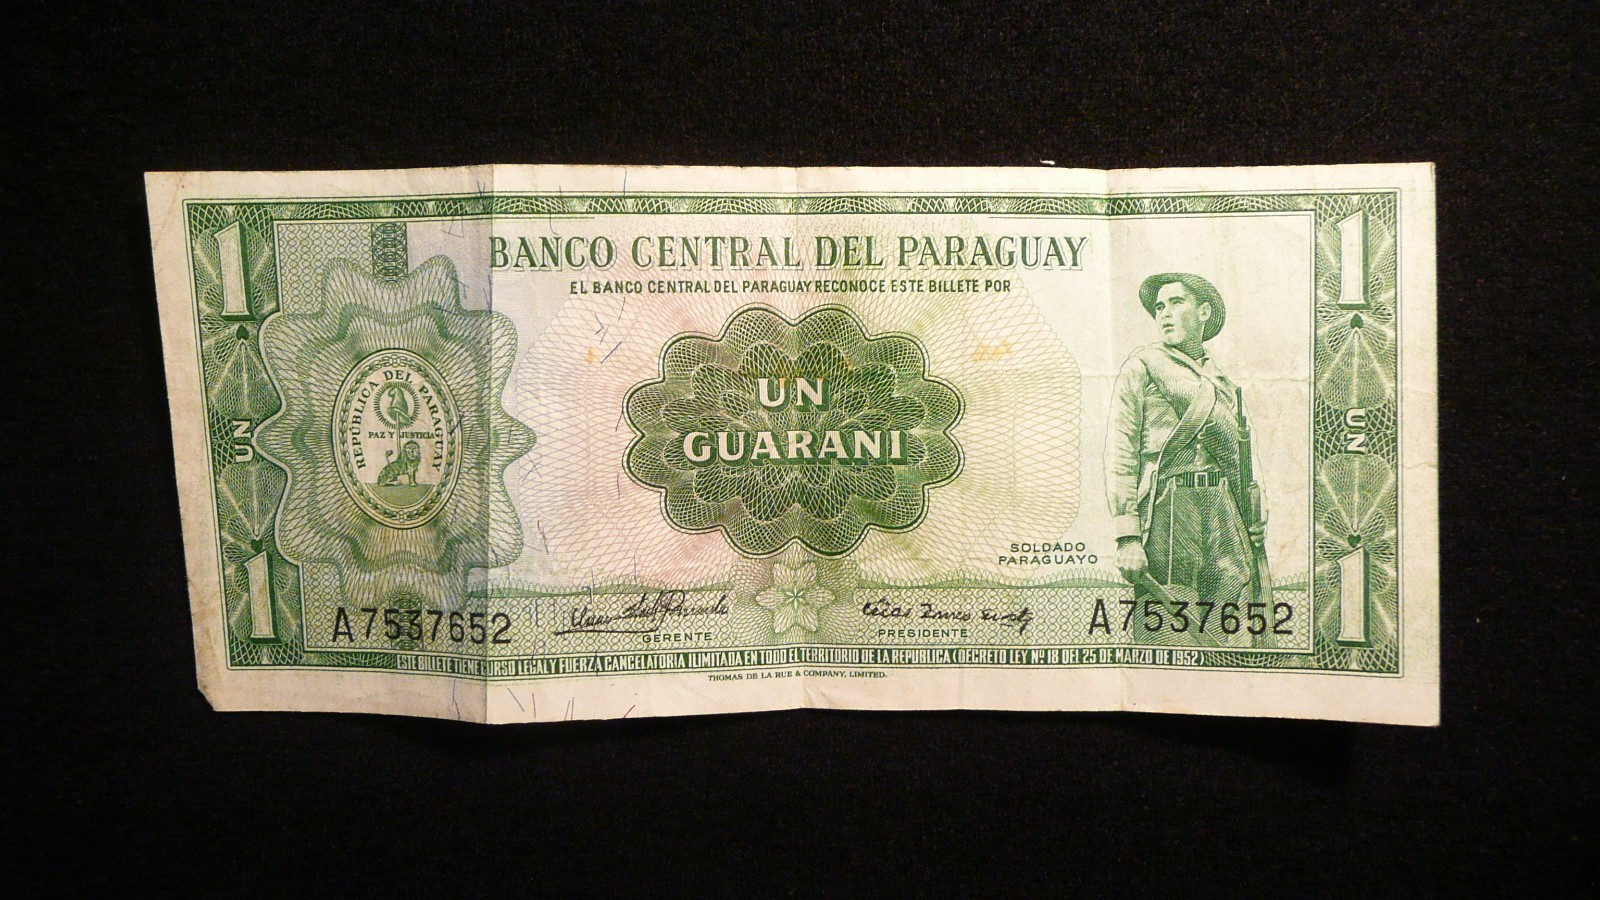 1
1
BANCO CENTRAL DEL PARAGUAY
EL BANCO CENTRAL DEL PARAGUAY RECONOCE ESTE BILLETE POR
REPÚBLICA DEL PARAGUAY
PAZ Y JUSTICIA
UN
UN
GUARANI
UN
SOLDADO
PARAGUAYO
1
1
A7537652
GERENTE
PRESIDENTE
A7537652
ESTE BILLETE TIENE CURSO LEGAL Y FUERZA CANCELATORIA ILIMITADA EN TODO EL TERRITORIO DE LA REPUBLICA (DECRETO LEY Nº 18 DEL 25 DE MARZO DE 1952)
THOMAS DE LA RUE & COMPANY, LIMITED.